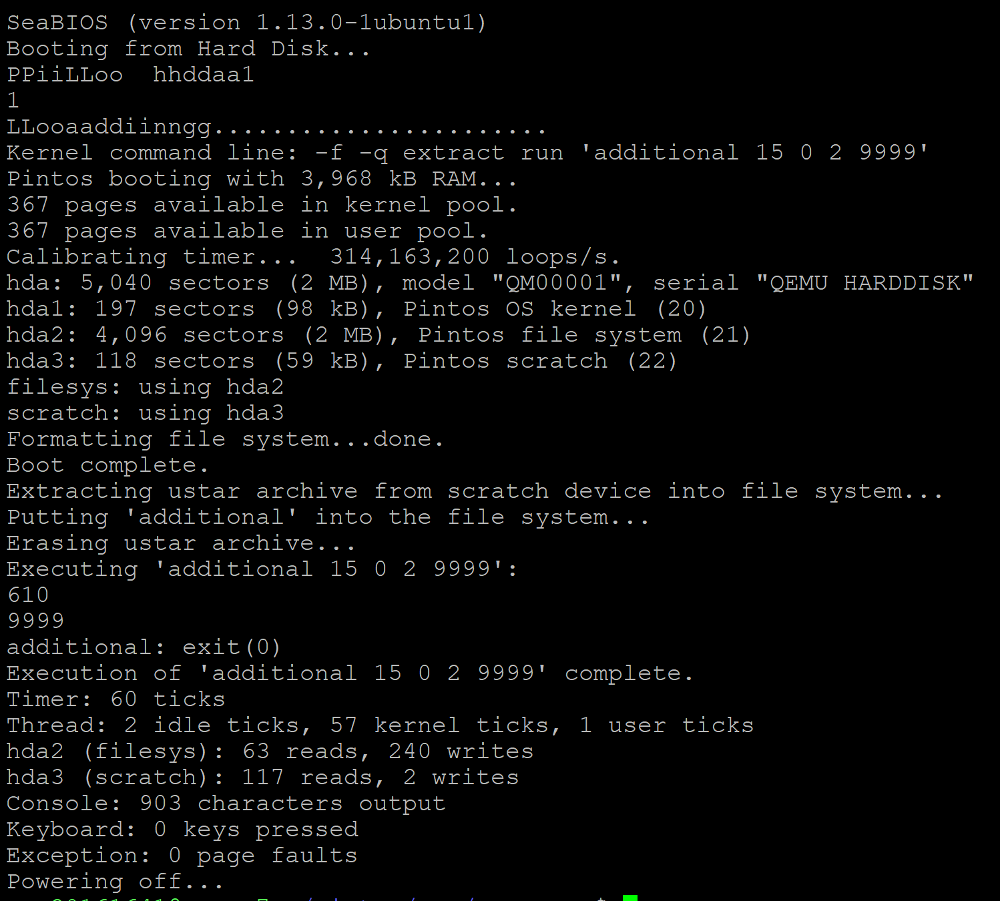 SeaBIOS (version 1.13.0-1ubuntu1)
Booting from Hard Disk...
PPiiLLoo  hhddaa1
1
LLooaaddiinngg.......................
Kernel command line: -f -q extract run 'additional 15 0 2 9999'
Pintos booting with 3,968 kB RAM...
367 pages available in kernel pool.
367 pages available in user pool.
Calibrating timer...  314,163,200 loops/s.
hda: 5,040 sectors (2 MB), model "QM00001", serial "QEMU HARDDISK"
hda1: 197 sectors (98 kB), Pintos OS kernel (20)
hda2: 4,096 sectors (2 MB), Pintos file system (21)
hda3: 118 sectors (59 kB), Pintos scratch (22)
filesys: using hda2
scratch: using hda3
Formatting file system...done.
Boot complete.
Extracting ustar archive from scratch device into file system...
Putting 'additional' into the file system...
Erasing ustar archive...
Executing 'additional 15 0 2 9999':
610
9999
additional: exit(0)
Execution of 'additional 15 0 2 9999' complete.
Timer: 60 ticks
Thread: 2 idle ticks, 57 kernel ticks, 1 user ticks
hda2 (filesys): 63 reads, 240 writes
hda3 (scratch): 117 reads, 2 writes
Console: 903 characters output
Keyboard: 0 keys pressed
Exception: 0 page faults
Powering off...